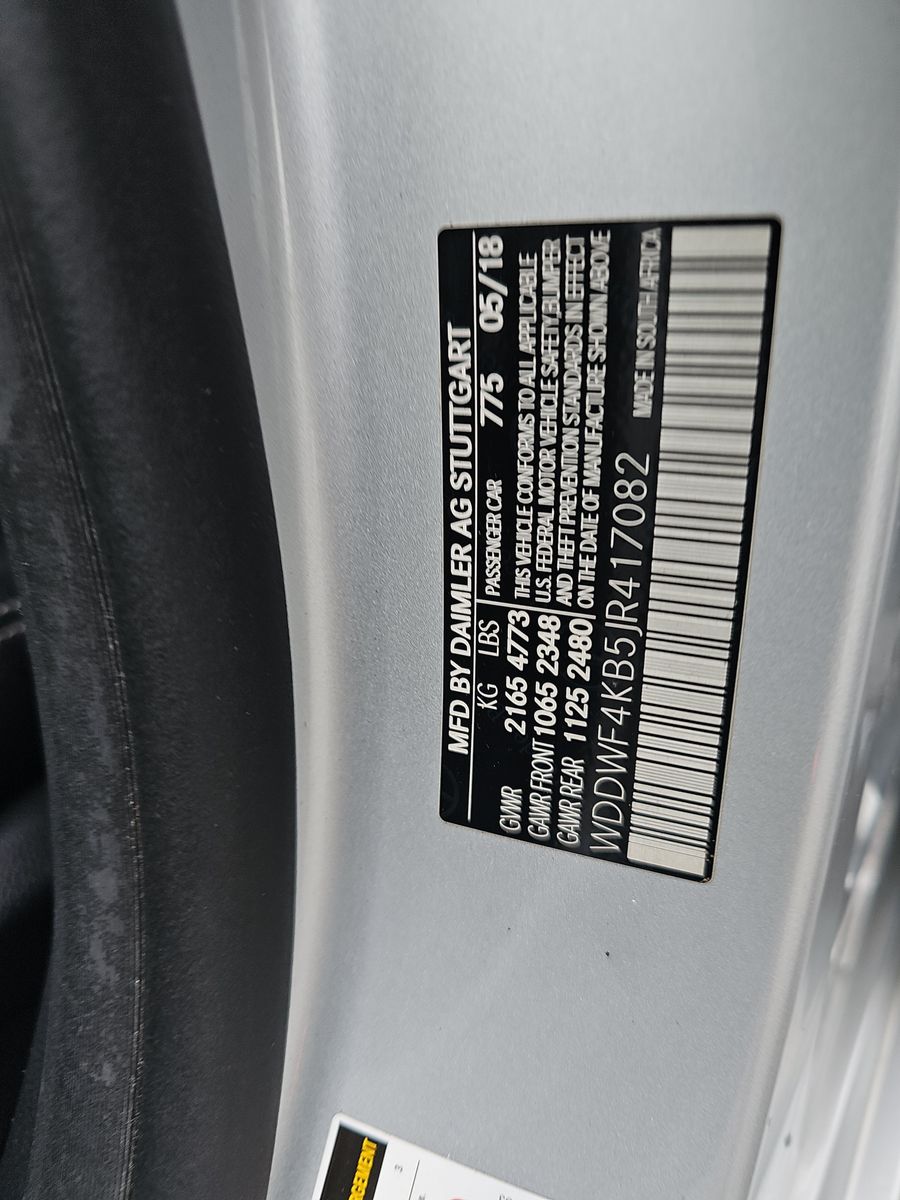 MFD BY DAIMLER AG STUTTGART
KG LBS PASSENGER CAR 775 05/18
GVWR 2165 4773 THIS VEHICLE CONFORMS TO ALL APPLICABLE
GAWR FRONT 1065 2348 U.S. FEDERAL MOTOR VEHICLE SAFETY, BUMPER
GAWR REAR 1125 2480 AND THEFT PREVENTION STANDARDS IN EFFECT
ON THE DATE OF MANUFACTURE SHOWN ABOVE
WDDWF4KB5JR417082 MADE IN SOUTH AFRICA
3